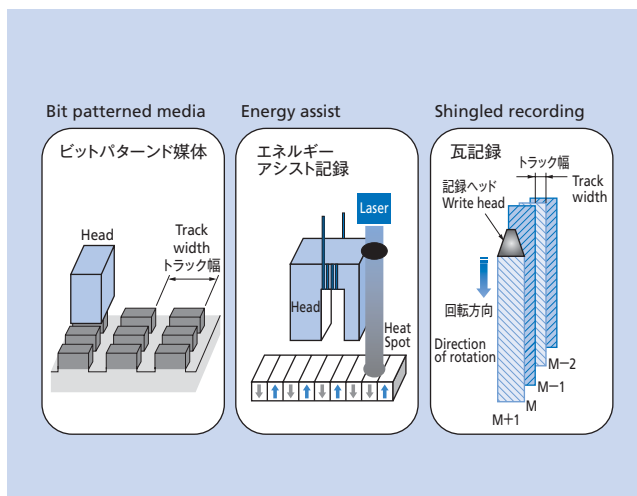 Bit patterned media
ビットパターンド媒体
Head
Track
width
トラック幅
Energy assist
エネルギー
アシスト記録
Laser
Head
Heat
Spot
Shingled recording
瓦記録
トラック幅
記録ヘッド
Write head
Track
width
回転方向
Direction
of rotation
M−2
M−1
M
M+1